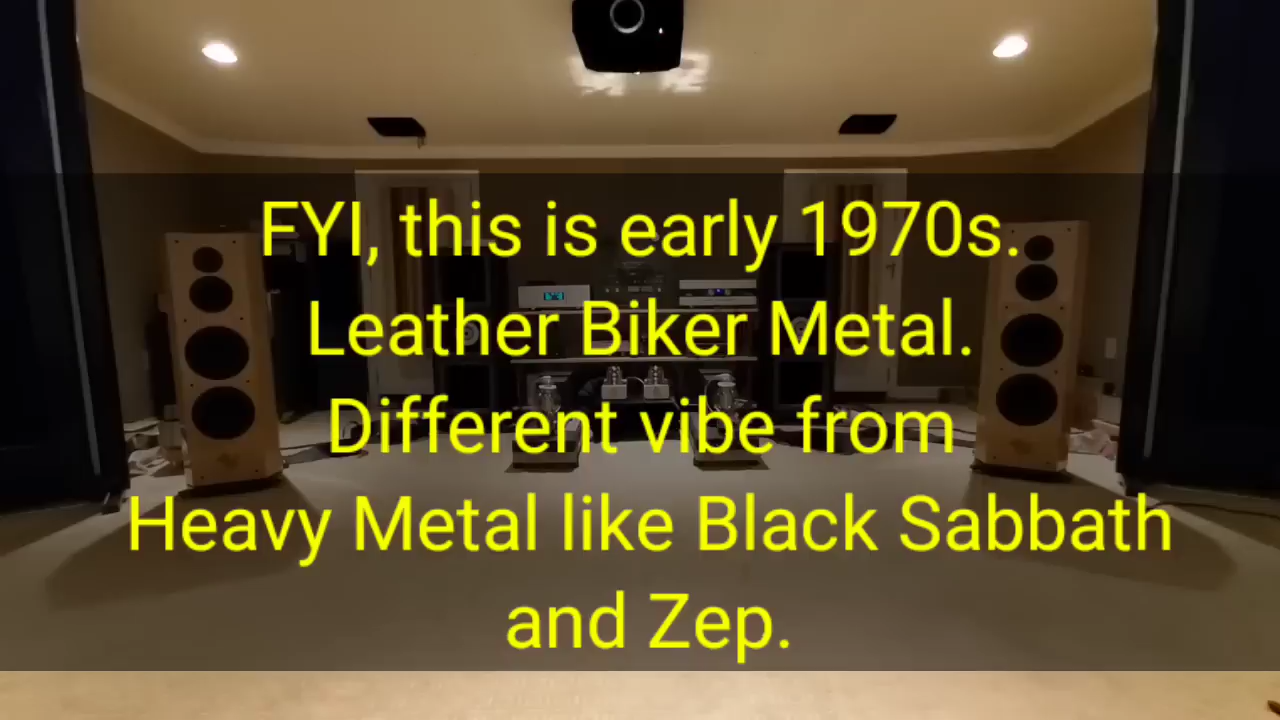 FYI, this is early 1970s.
Leather Biker Metal.
Different vibe from
Heavy Metal like Black Sabbath
and Zep.